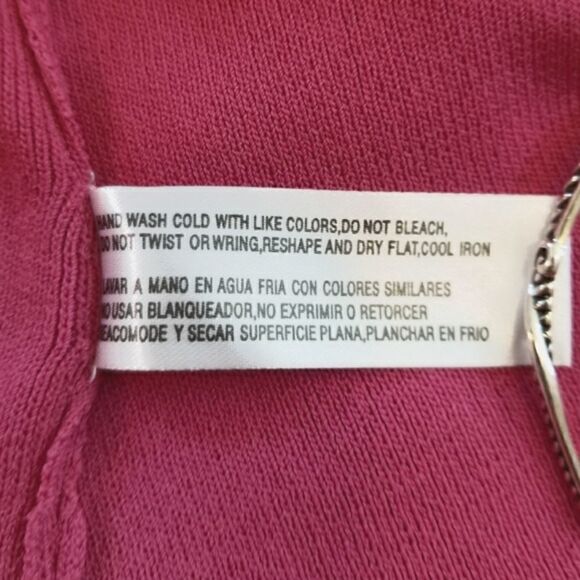 HAND WASH COLD WITH LIKE COLORS,DO NOT BLEACH,
DO NOT TWIST OR WRING,RESHAPE AND DRY FLAT,COOL IRON
LAVAR A MANO EN AGUA FRIA CON COLORES SIMILARES
NO USAR BLANQUEADOR,NO EXPRIMIR O RETORCER
REACOMODE Y SECAR SUPERFICIE PLANA,PLANCHAR EN FRIO